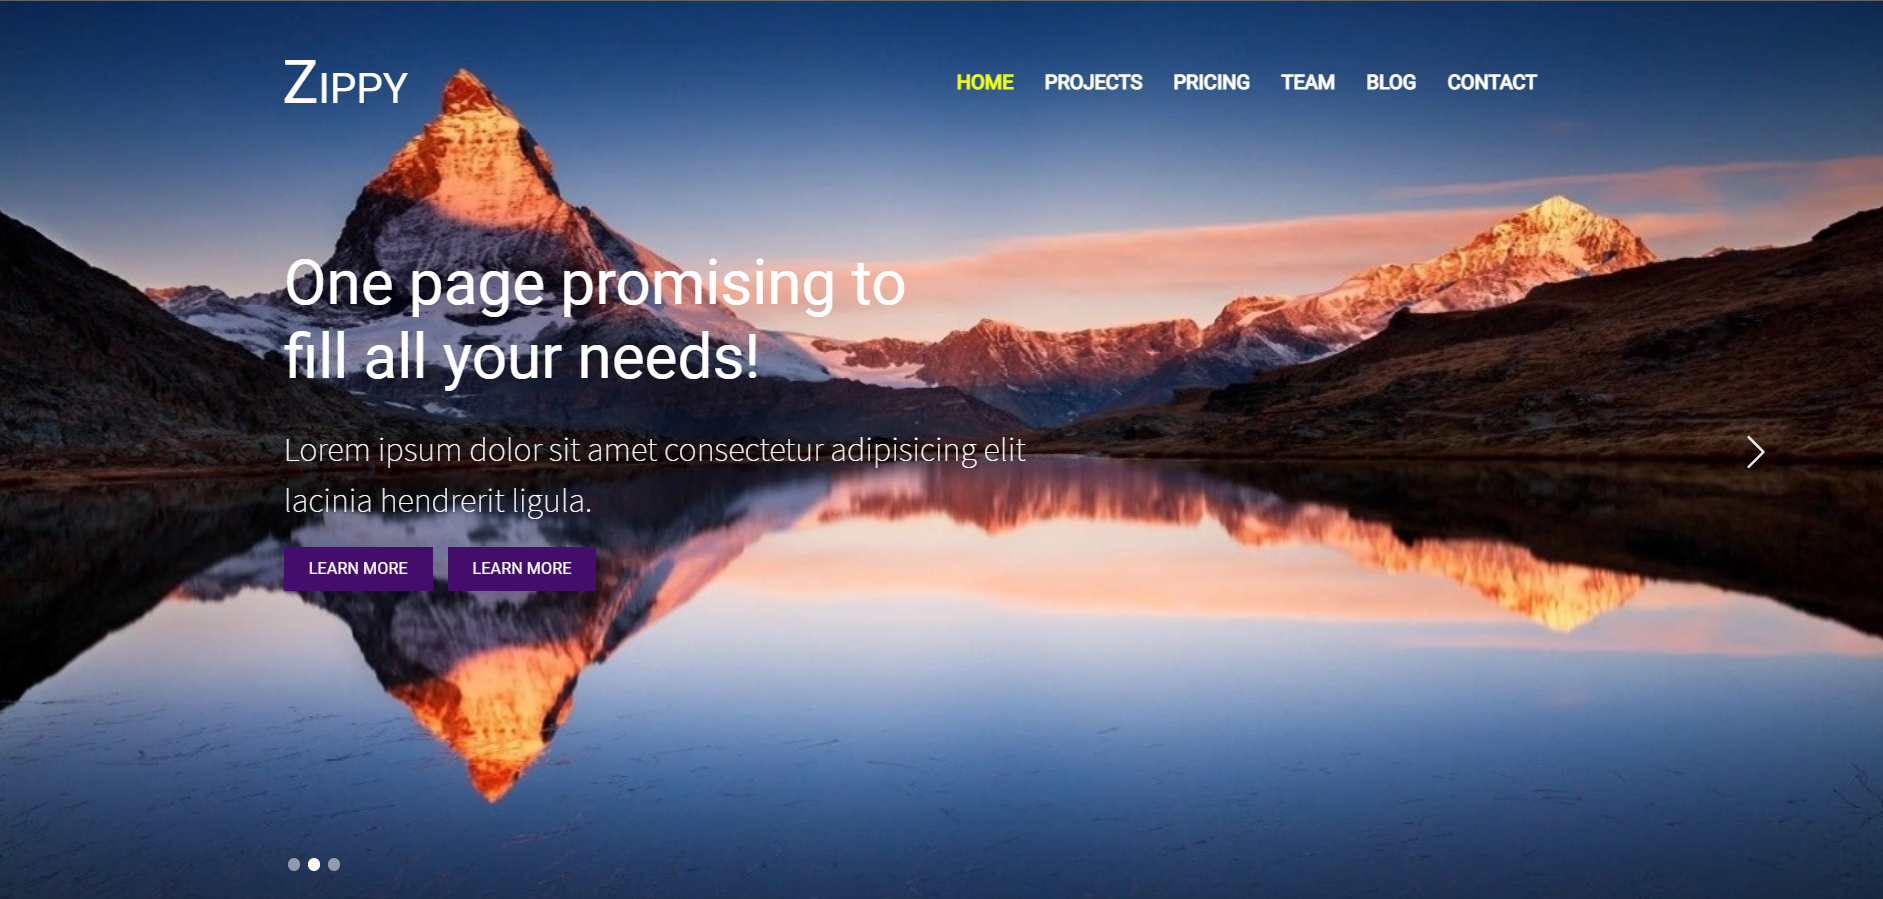 ZIPPY
HOME PROJECTS PRICING TEAM BLOG CONTACT
One page promising to
fill all your needs!
Lorem ipsum dolor sit amet consectetur adipisicing elit
lacinia hendrerit ligula.
LEARN MORE LEARN MORE